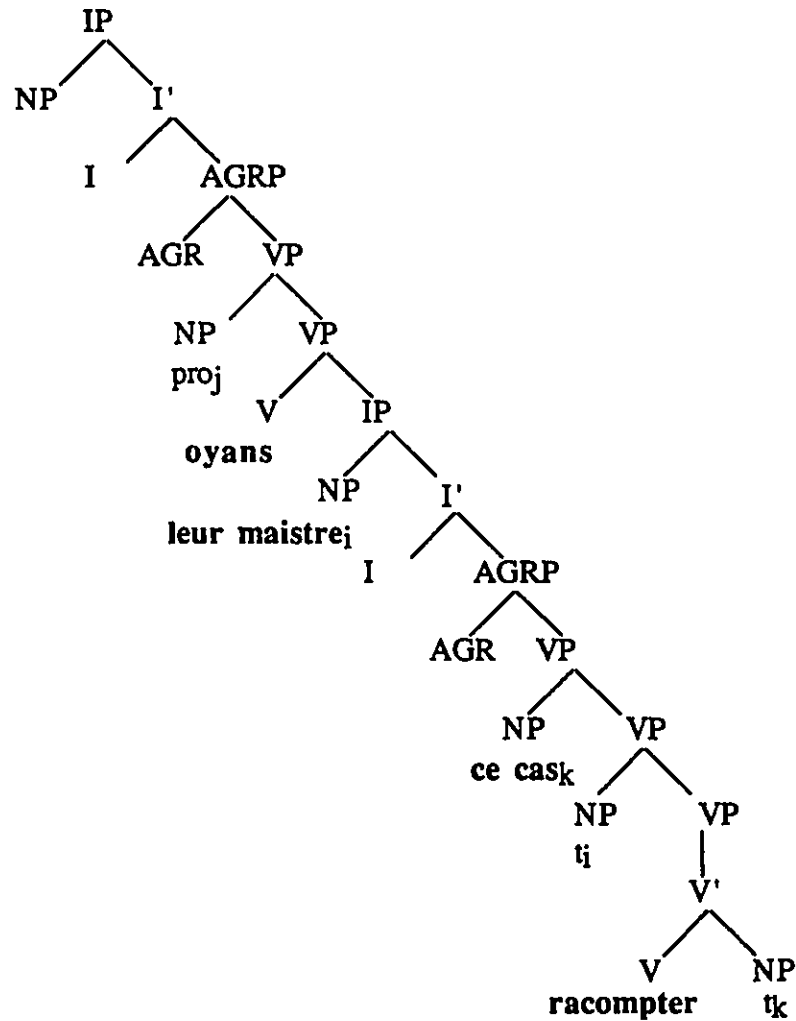 IP
NP I'
I AGRP
AGR VP
NP VP
proj
V IP
oyans
NP I'
leur maistrei
I AGRP
AGR VP
NP VP
ce cask
NP VP
ti
V'
V NP
racompter tk